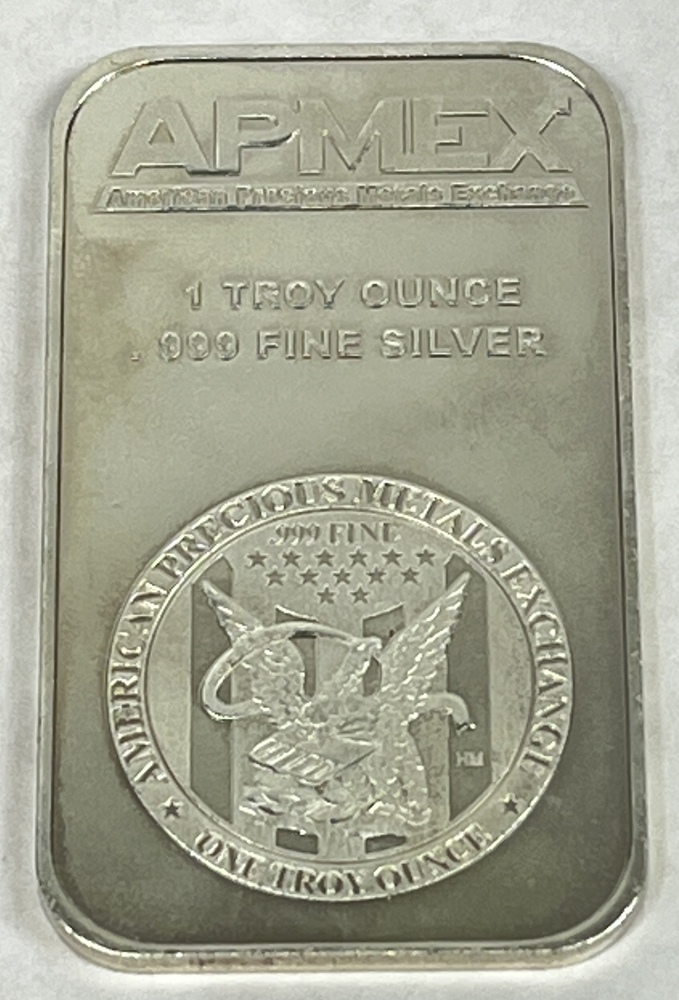 APMEX
American Precious Metals Exchange
1 TROY OUNCE
.999 FINE SILVER
AMERICAN PRECIOUS METALS EXCHANGE
.999 FINE
HM
ONE TROY OUNCE